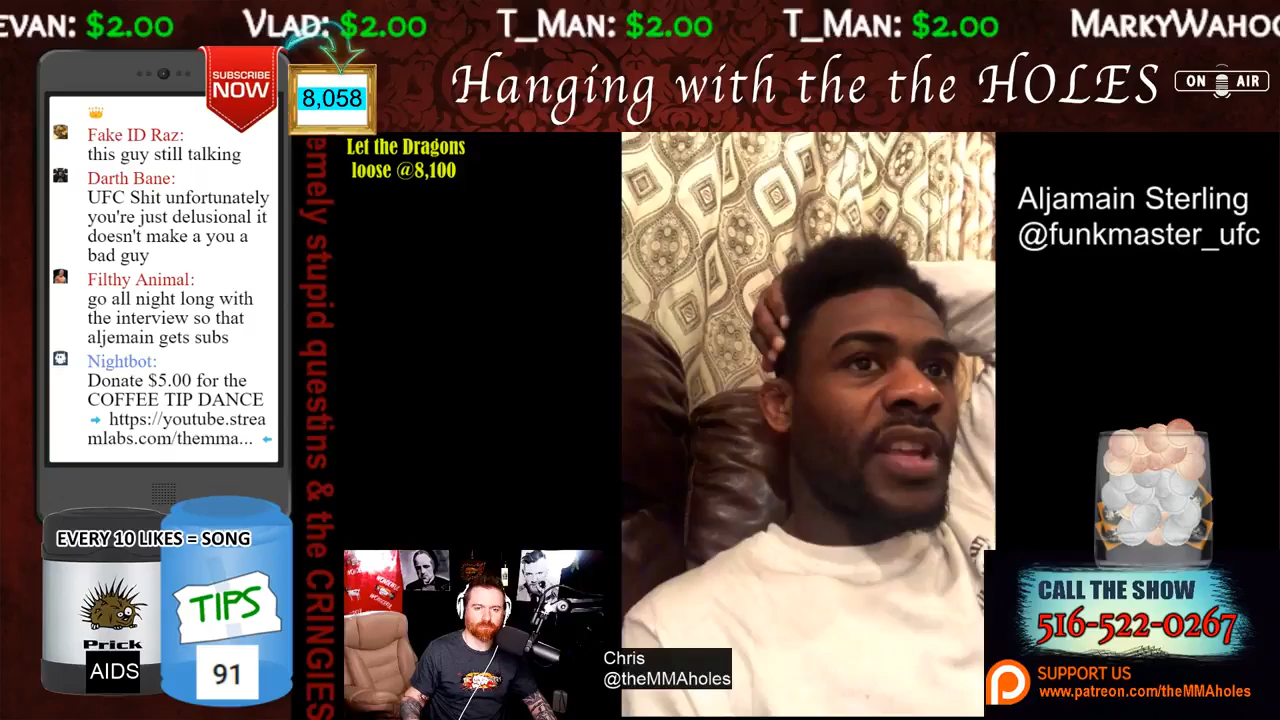 EVAN: $2.00 VLAD: $2.00 T_MAN: $2.00 T_MAN: $2.00 MARKYWAHOO
SUBSCRIBE
NOW
8,058
Hanging with the the HOLES
ON AIR
Fake ID Raz:
this guy still talking
Darth Bane:
UFC Shit unfortunately
you're just delusional it
doesn't make a you a
bad guy
Filthy Animal:
go all night long with
the interview so that
aljemain gets subs
Nightbot:
Donate $5.00 for the
COFFEE TIP DANCE
https://youtube.strea
mlabs.com/themma...
Let the Dragons
loose @8,100
emely stupid questins & the CRINGIES
Aljamain Sterling
@funkmaster_ufc
EVERY 10 LIKES = SONG
Prick
AIDS
TIPS
91
Chris
@theMMAholes
CALL THE SHOW
516-522-0267
SUPPORT US
www.patreon.com/theMMAholes